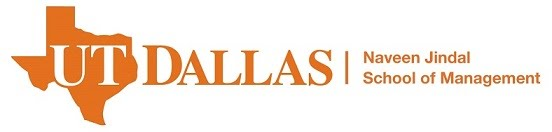 UT DALLAS
Naveen Jindal
School of Management